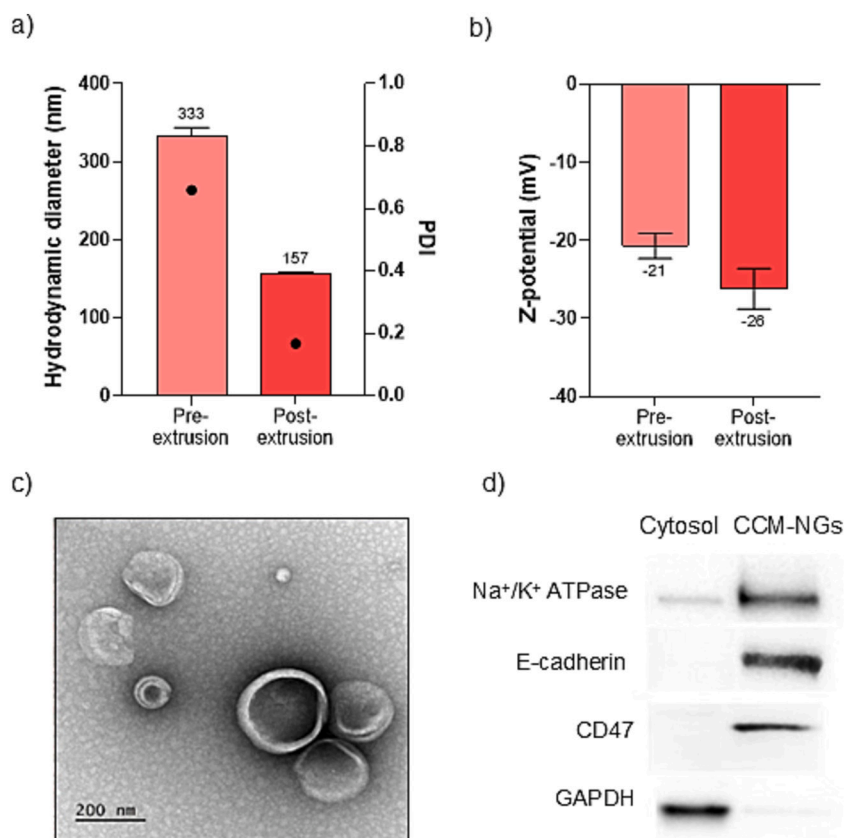 a)
Hydrodynamic diameter (nm)
400
300
200
100
0
333
157
1.0
0.8
0.6
0.4
0.2
0.0
PDI
Pre-
extrusion
Post-
extrusion
b)
Z-potential (mV)
0
-10
-20
-30
-40
-21
-26
Pre-
extrusion
Post-
extrusion
c)
200 nm
d)
Cytosol CCM-NGs
Na⁺/K⁺ ATPase
E-cadherin
CD47
GAPDH